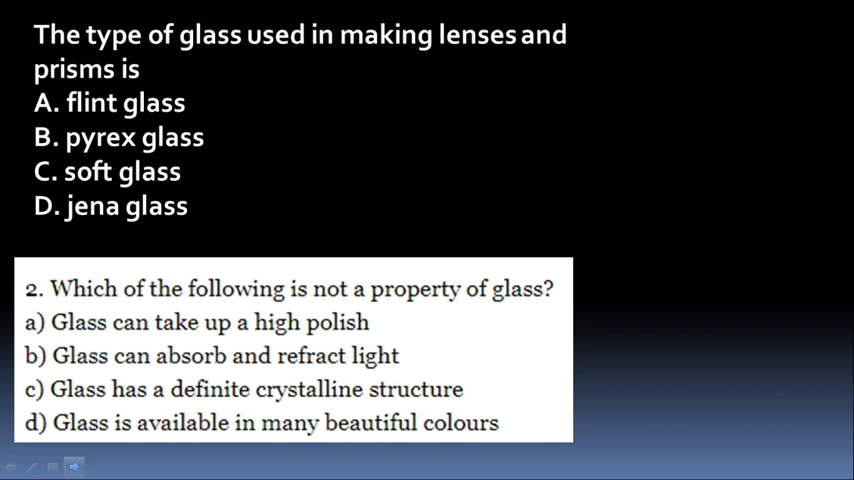 The type of glass used in making lenses and
prisms is
A. flint glass
B. pyrex glass
C. soft glass
D. jena glass
2. Which of the following is not a property of glass?
a) Glass can take up a high polish
b) Glass can absorb and refract light
c) Glass has a definite crystalline structure
d) Glass is available in many beautiful colours